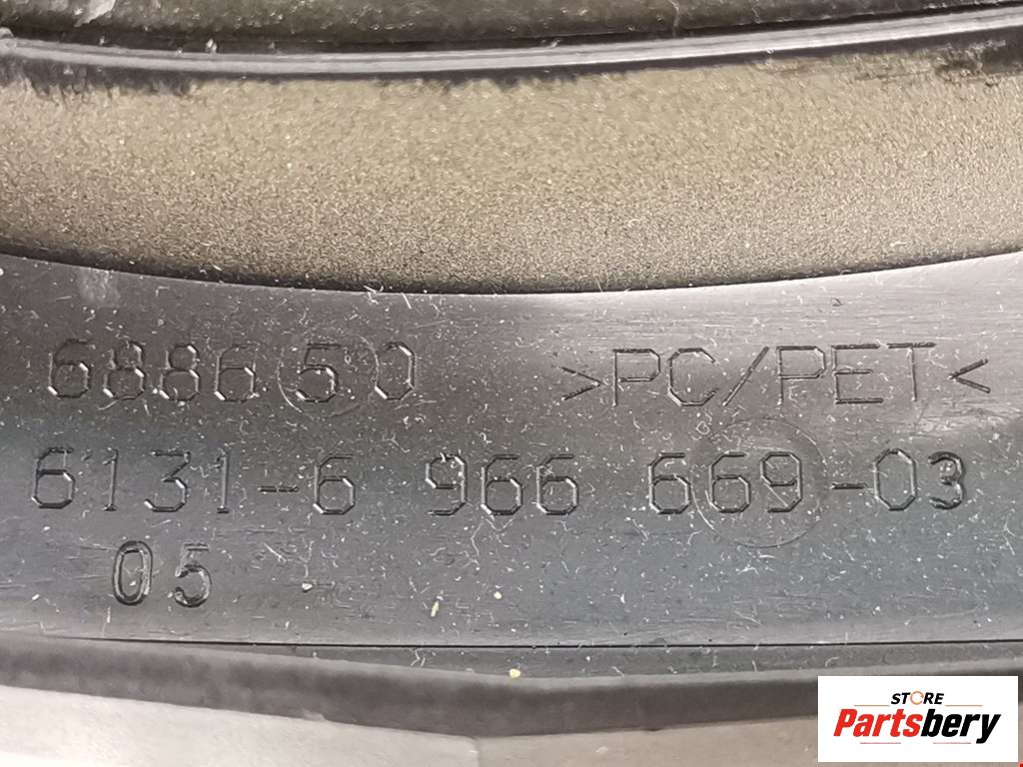 688650 >PC/PET<
6131-6 966 669-03
05
STORE
Partsbery